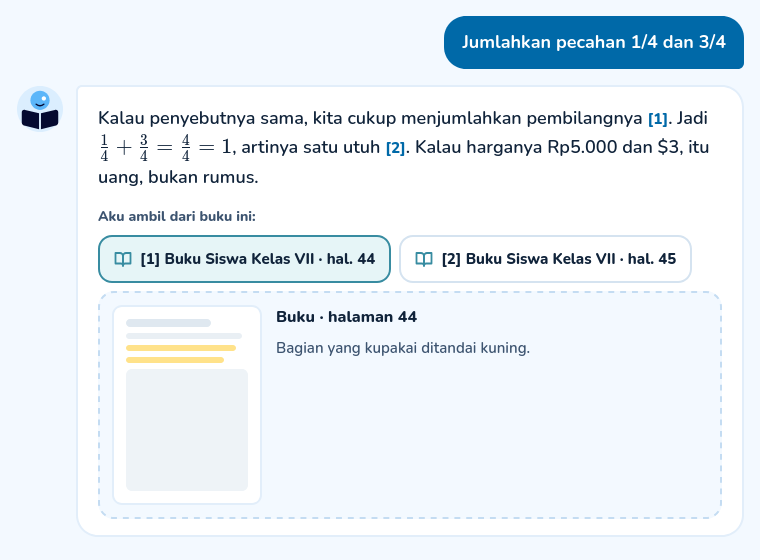 Jumlahkan pecahan 1/4 dan 3/4
Kalau penyebutnya sama, kita cukup menjumlahkan pembilangnya [1]. Jadi
1/4 + 3/4 = 4/4 = 1, artinya satu utuh [2]. Kalau harganya Rp5.000 dan $3, itu
uang, bukan rumus.
Aku ambil dari buku ini:
[1] Buku Siswa Kelas VII · hal. 44
[2] Buku Siswa Kelas VII · hal. 45
Buku · halaman 44
Bagian yang kupakai ditandai kuning.